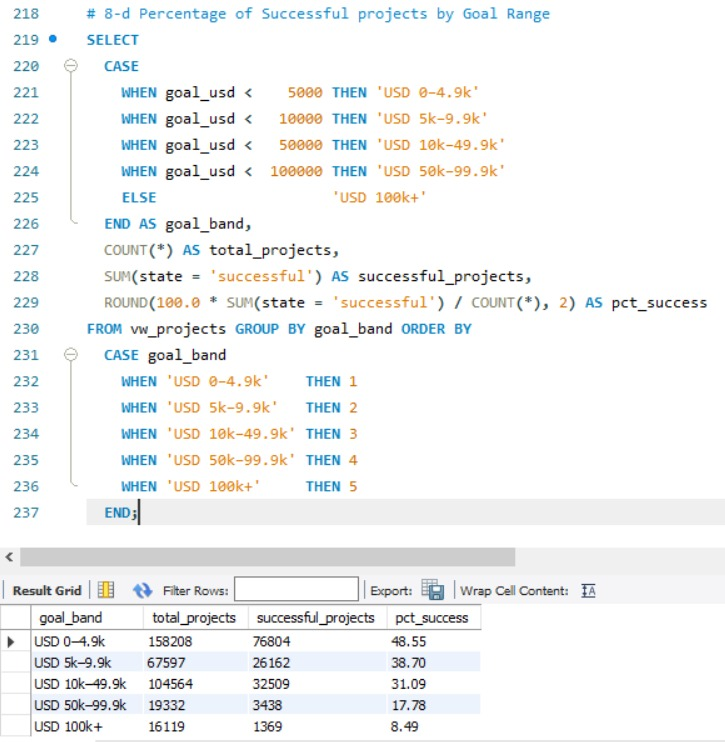 218 # 8-d Percentage of Successful projects by Goal Range
219 SELECT
220 CASE
221 WHEN goal_usd < 5000 THEN 'USD 0–4.9k'
222 WHEN goal_usd < 10000 THEN 'USD 5k–9.9k'
223 WHEN goal_usd < 50000 THEN 'USD 10k–49.9k'
224 WHEN goal_usd < 100000 THEN 'USD 50k–99.9k'
225 ELSE 'USD 100k+'
226 END AS goal_band,
227 COUNT(*) AS total_projects,
228 SUM(state = 'successful') AS successful_projects,
229 ROUND(100.0 * SUM(state = 'successful') / COUNT(*), 2) AS pct_success
230 FROM vw_projects GROUP BY goal_band ORDER BY
231 CASE goal_band
232 WHEN 'USD 0–4.9k' THEN 1
233 WHEN 'USD 5k–9.9k' THEN 2
234 WHEN 'USD 10k–49.9k' THEN 3
235 WHEN 'USD 50k–99.9k' THEN 4
236 WHEN 'USD 100k+' THEN 5
237 END;
Result Grid Filter Rows: Export: Wrap Cell Content:
goal_band total_projects successful_projects pct_success
USD 0–4.9k 158208 76804 48.55
USD 5k–9.9k 67597 26162 38.70
USD 10k–49.9k 104564 32509 31.09
USD 50k–99.9k 19332 3438 17.78
USD 100k+ 16119 1369 8.49